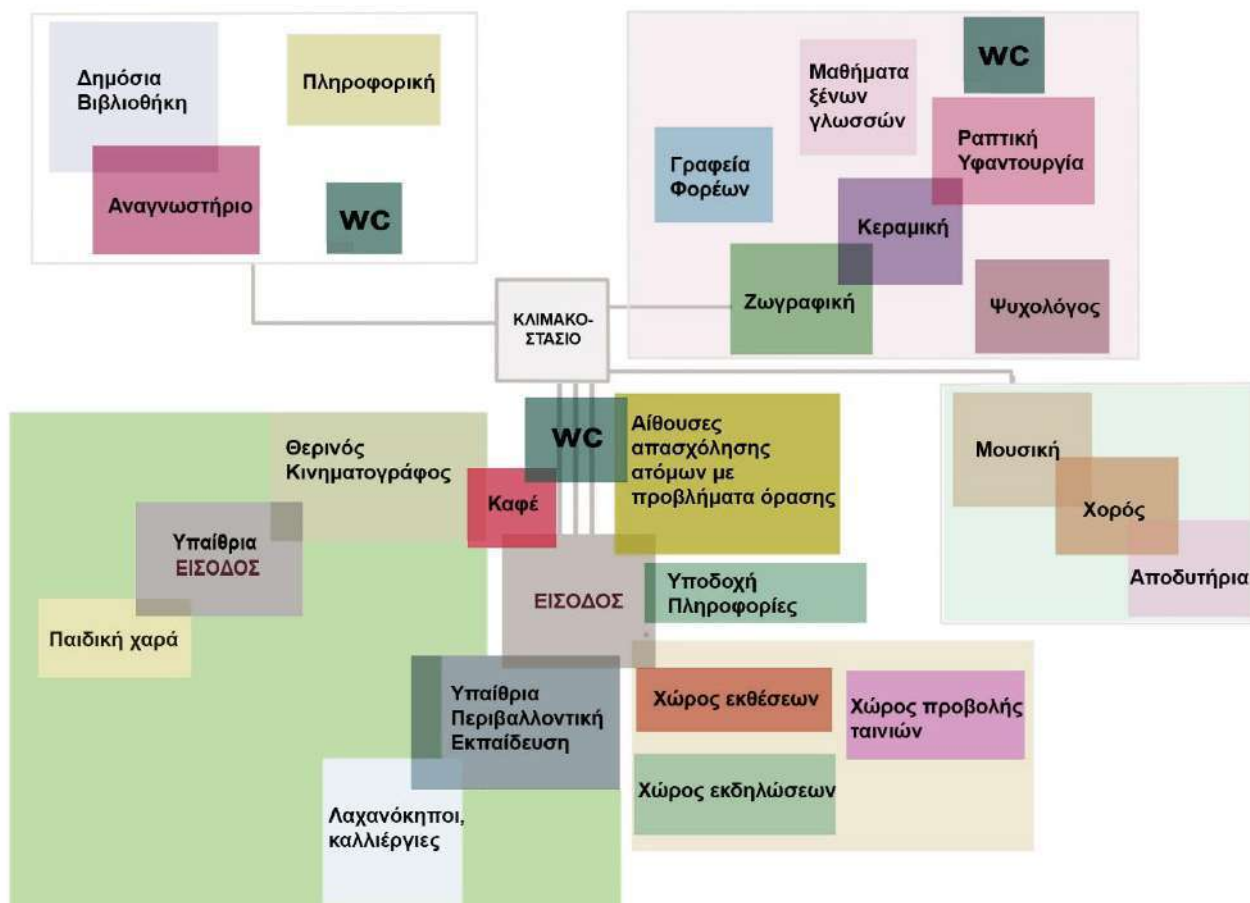 Δημόσια
Βιβλιοθήκη
Πληροφορική
Αναγνωστήριο
WC
WC
Μαθήματα
ξένων
γλωσσών
Ραπτική
Υφαντουργία
Γραφεία
Φορέων
Κεραμική
Ζωγραφική
Ψυχολόγος
ΚΛΙΜΑΚΟ-
ΣΤΑΣΙΟ
Θερινός
Κινηματογράφος
WC
Αίθουσες
απασχόλησης
ατόμων με
προβλήματα όρασης
Καφέ
Μουσική
Χορός
Αποδυτήρια
Υπαίθρια
ΕΙΣΟΔΟΣ
ΕΙΣΟΔΟΣ
Υποδοχή
Πληροφορίες
Παιδική χαρά
Υπαίθρια
Περιβαλλοντική
Εκπαίδευση
Χώρος εκθέσεων
Χώρος προβολής
ταινιών
Χώρος εκδηλώσεων
Λαχανόκηποι,
καλλιέργιες